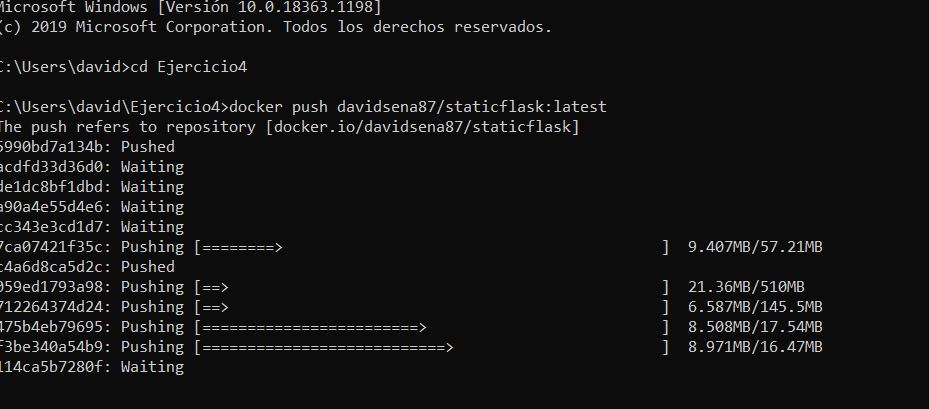 Microsoft Windows [Versión 10.0.18363.1198]
(c) 2019 Microsoft Corporation. Todos los derechos reservados.
C:\Users\david>cd Ejercicio4
C:\Users\david\Ejercicio4>docker push davidsena87/staticflask:latest
The push refers to repository [docker.io/davidsena87/staticflask]
5990bd7a134b: Pushed
acdfd33d36d0: Waiting
de1dc8bf1dbd: Waiting
a90a4e55d4e6: Waiting
cc343e3cd1d7: Waiting
7ca07421f35c: Pushing [========>                                          ]  9.407MB/57.21MB
c4a6d8ca5d2c: Pushed
059ed1793a98: Pushing [==>                                                ]  21.36MB/510MB
712264374d24: Pushing [==>                                                ]  6.587MB/145.5MB
475b4eb79695: Pushing [========================>                          ]  8.508MB/17.54MB
f3be340a54b9: Pushing [===========================>                       ]  8.971MB/16.47MB
114ca5b7280f: Waiting